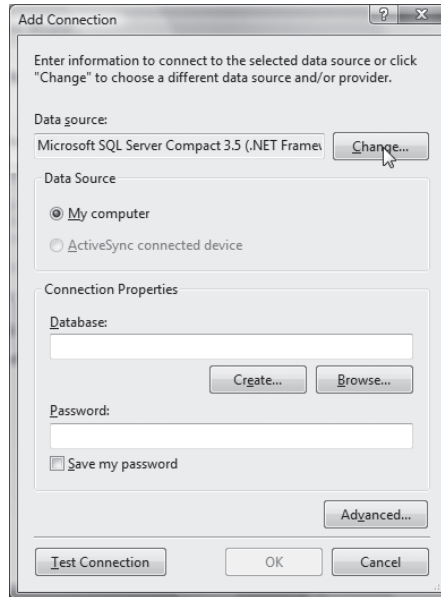 Add Connection
?
X
Enter information to connect to the selected data source or click
"Change" to choose a different data source and/or provider.
Data source:
Microsoft SQL Server Compact 3.5 (.NET
Change...
Data Source
My computer
ActiveSync connected device
Connection Properties
Database:
Create... Browse...
Password:
Save my password
Advanced...
Test Connection OK Cancel